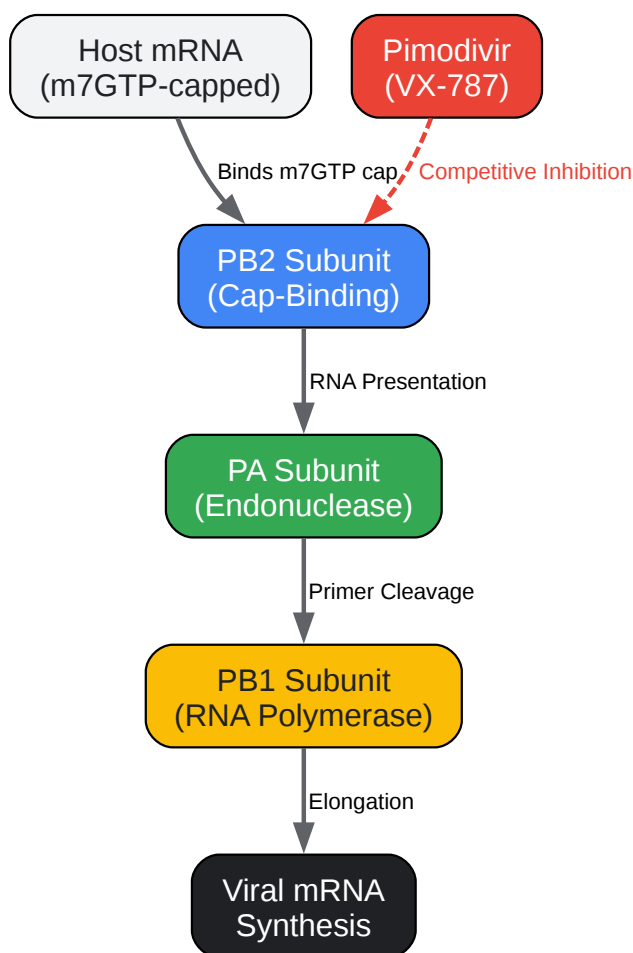 Host mRNA
(m7GTP-capped)
Pimodivir
(VX-787)
Binds m7GTP cap
Competitive Inhibition
PB2 Subunit
(Cap-Binding)
RNA Presentation
PA Subunit
(Endonuclease)
Primer Cleavage
PB1 Subunit
(RNA Polymerase)
Elongation
Viral mRNA
Synthesis